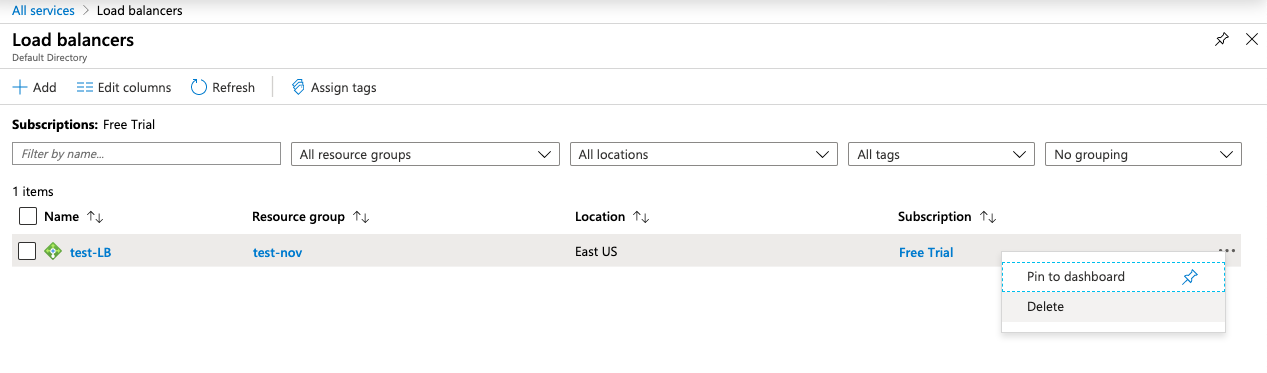 All services > Load balancers
Load balancers
Default Directory
Add Edit columns Refresh Assign tags
Subscriptions: Free Trial
Filter by name... All resource groups All locations All tags No grouping
1 items
Name Resource group Location Subscription
test-LB test-nov East US Free Trial ...
Pin to dashboard
Delete